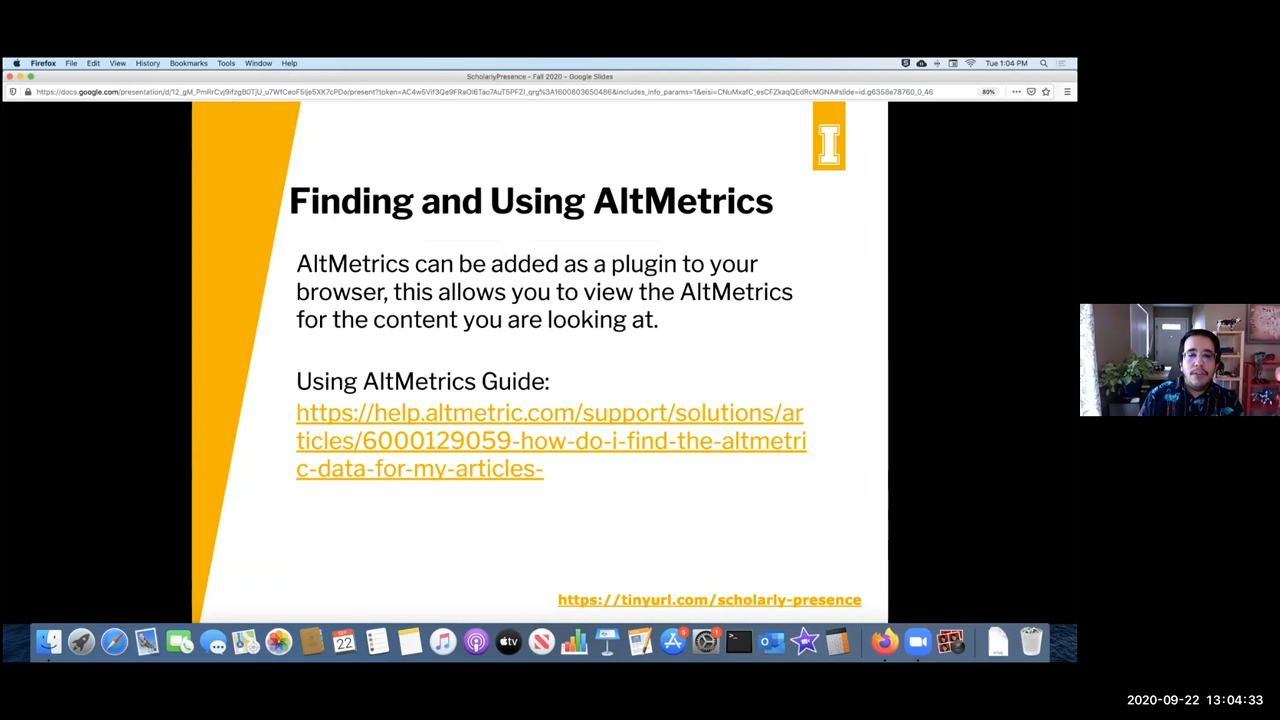 Firefox File Edit View History Bookmarks Tools Window Help Tue 1:04 PM
ScholarlyPresence - Fall 2020 - Google Slides
80%
I
Finding and Using AltMetrics
AltMetrics can be added as a plugin to your
browser, this allows you to view the AltMetrics
for the content you are looking at.
Using AltMetrics Guide:
https://help.altmetric.com/support/solutions/ar
ticles/6000129059-how-do-i-find-the-altmetri
c-data-for-my-articles-
https://tinyurl.com/scholarly-presence
22
tv
2020-09-22 13:04:33